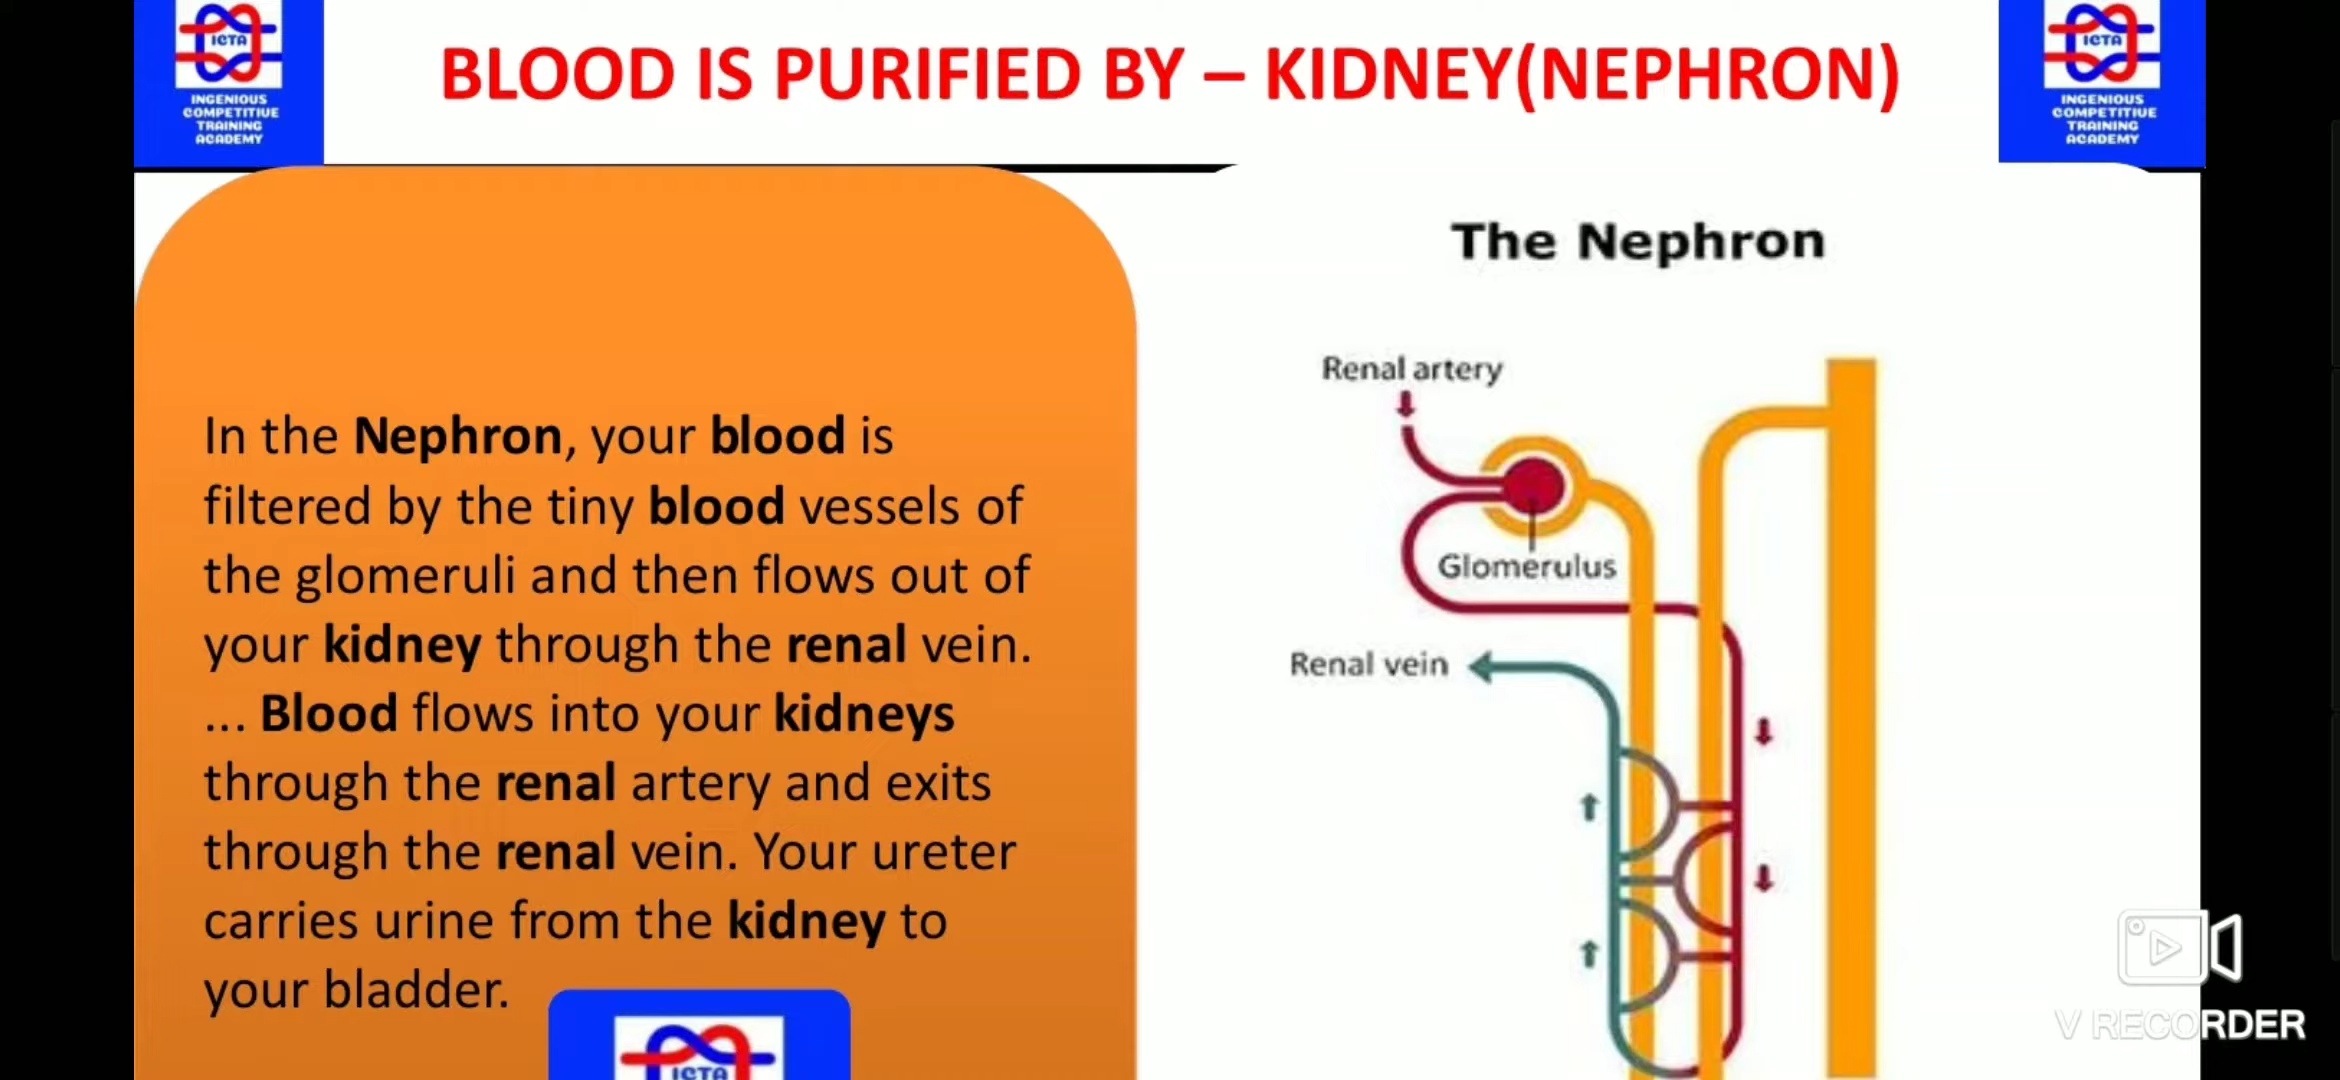 ICTA
INGENIOUS
COMPETITIUE
TRAINING
ACADEMY
BLOOD IS PURIFIED BY – KIDNEY(NEPHRON)
ICTA
INGENIOUS
COMPETITIUE
TRAINING
ACADEMY
In the Nephron, your blood is
filtered by the tiny blood vessels of
the glomeruli and then flows out of
your kidney through the renal vein.
... Blood flows into your kidneys
through the renal artery and exits
through the renal vein. Your ureter
carries urine from the kidney to
your bladder.
ICTA
The Nephron
Renal artery
Glomerulus
Renal vein
V RECORDER